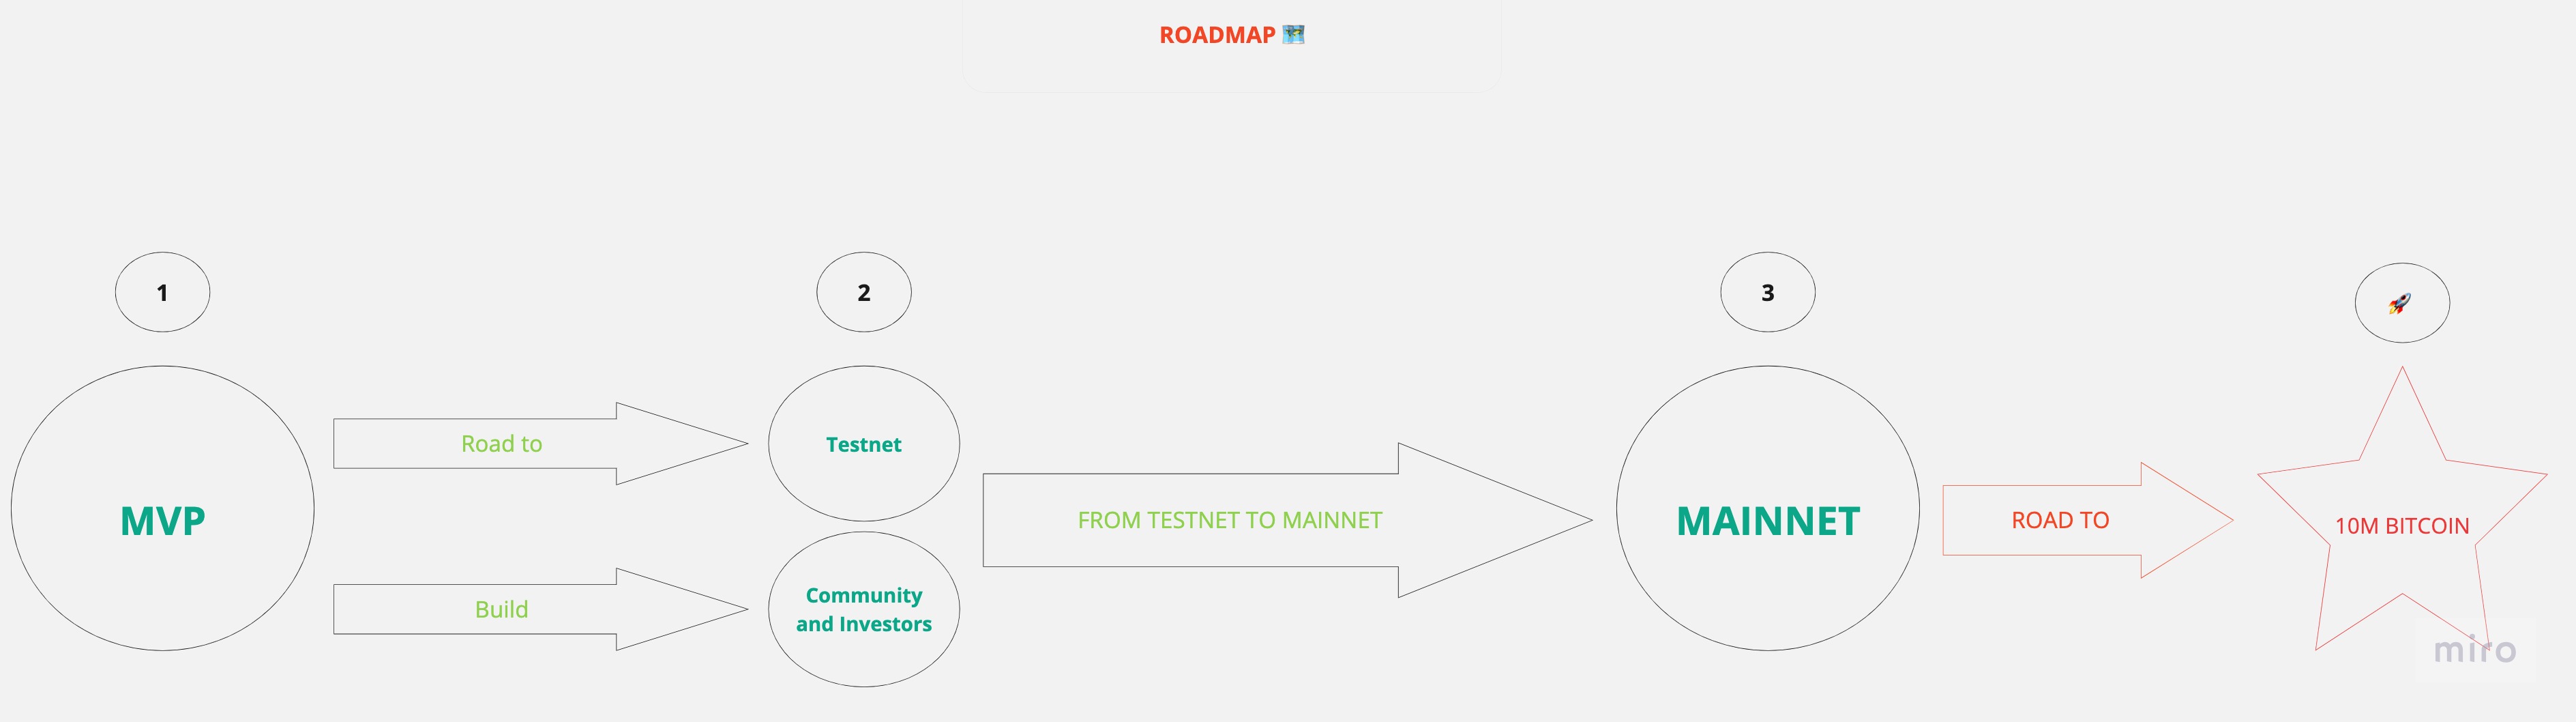 ROADMAP 🗺️
1
2
3
🚀
MVP
Road to
Build
Testnet
Community
and Investors
FROM TESTNET TO MAINNET
MAINNET
ROAD TO
10M BITCOIN
miro